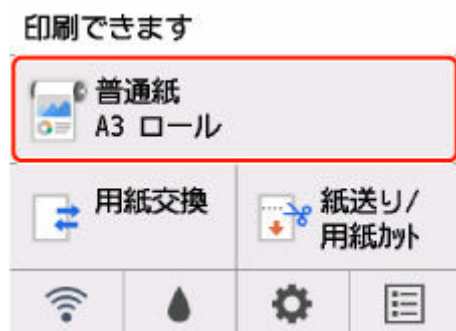 印刷できます
普通紙
A3 ロール
用紙交換
紙送り/
用紙カット